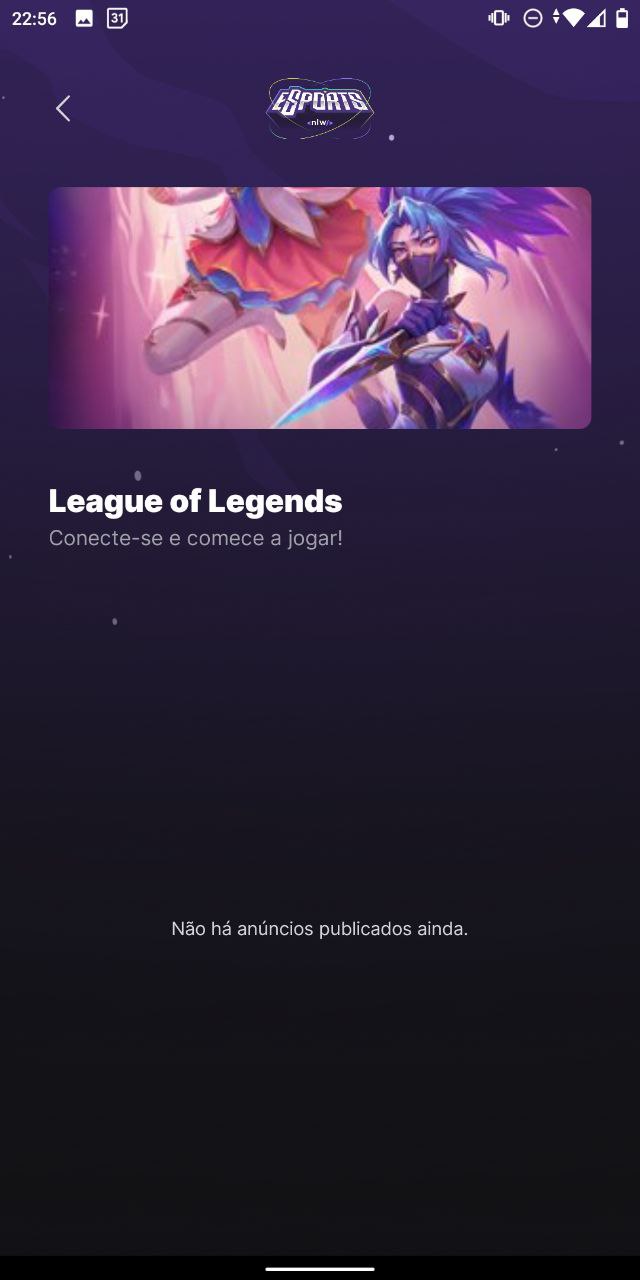 22:56
31
ESPORTS
<nlw/>
League of Legends
Conecte-se e comece a jogar!
Não há anúncios publicados ainda.